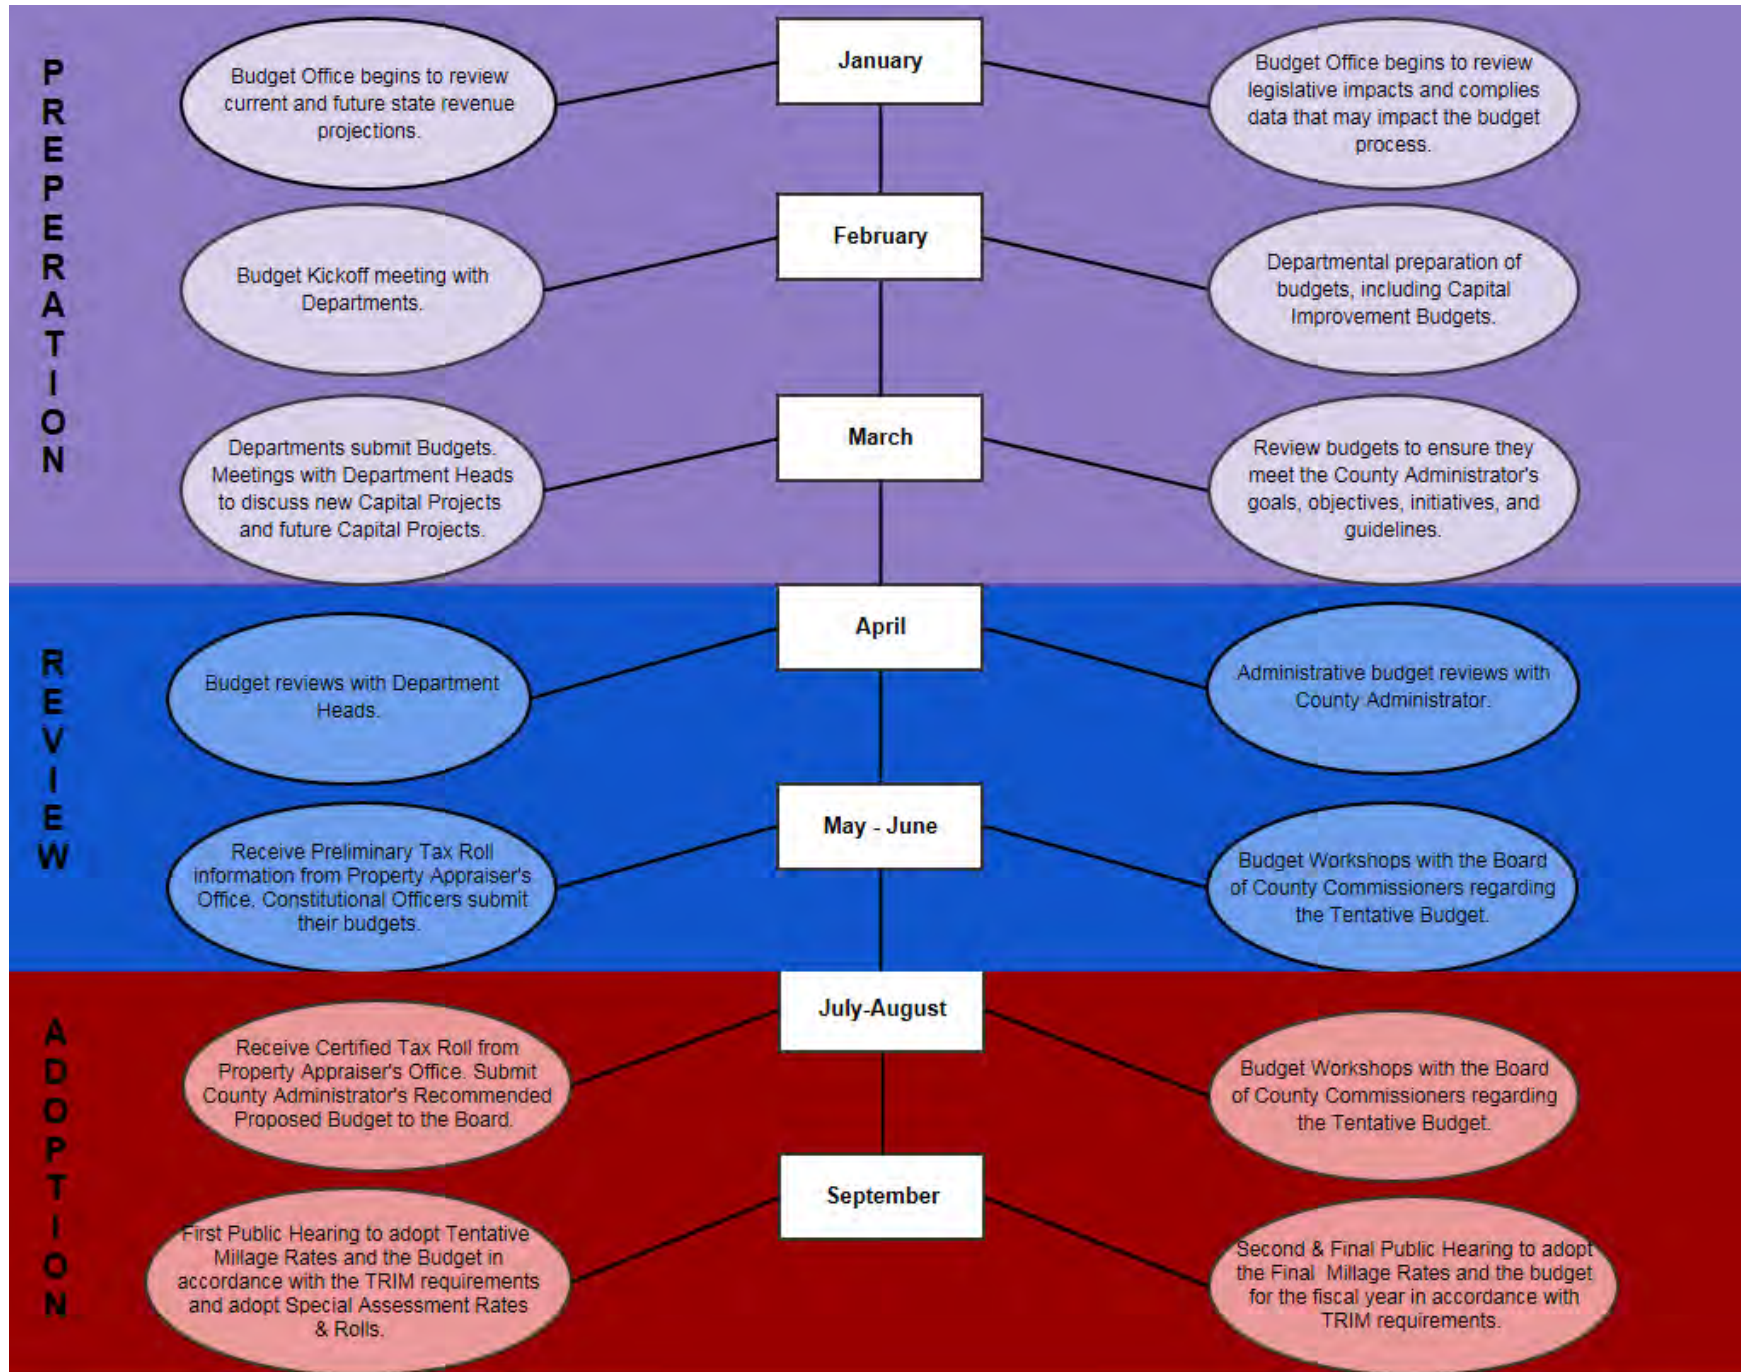 PREPERATION
January
Budget Office begins to review
current and future state revenue
projections.
Budget Office begins to review
legislative impacts and complies
data that may impact the budget
process.
February
Budget Kickoff meeting with
Departments.
Departmental preparation of
budgets, including Capital
Improvement Budgets.
March
Departments submit Budgets.
Meetings with Department Heads
to discuss new Capital Projects
and future Capital Projects.
Review budgets to ensure they
meet the County Administrator's
goals, objectives, initiatives, and
guidelines.
REVIEW
April
Budget reviews with Department
Heads.
Administrative budget reviews with
County Administrator.
May - June
Receive Preliminary Tax Roll
information from Property Appraiser's
Office. Constitutional Officers submit
their budgets.
Budget Workshops with the Board
of County Commissioners regarding
the Tentative Budget.
ADOPTION
July-August
Receive Certified Tax Roll from
Property Appraiser's Office. Submit
County Administrator's Recommended
Proposed Budget to the Board.
Budget Workshops with the Board
of County Commissioners regarding
the Tentative Budget.
September
First Public Hearing to adopt Tentative
Millage Rates and the Budget in
accordance with the TRIM requirements
and adopt Special Assessment Rates
& Rolls.
Second & Final Public Hearing to adopt
the Final Millage Rates and the budget
for the fiscal year in accordance with
TRIM requirements.